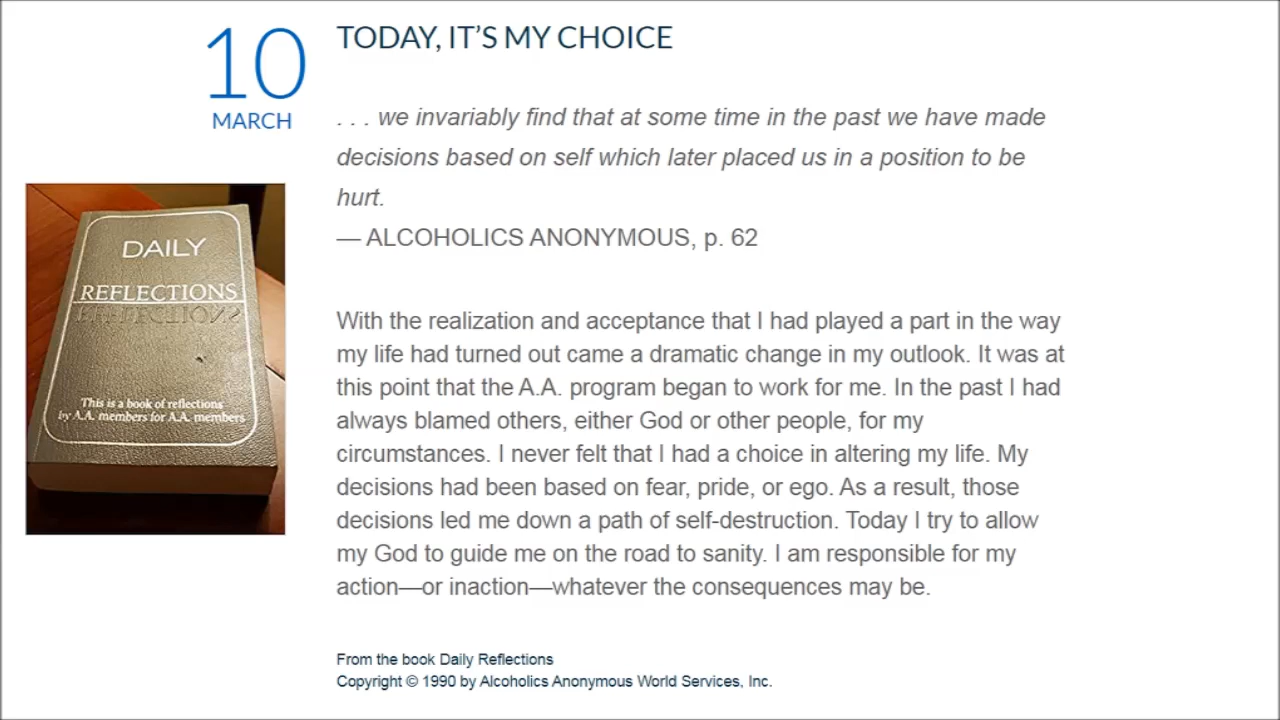 10
MARCH
TODAY, IT'S MY CHOICE
. . . we invariably find that at some time in the past we have made
decisions based on self which later placed us in a position to be
hurt.
— ALCOHOLICS ANONYMOUS, p. 62
DAILY
REFLECTIONS
This is a book of reflections
by A.A. members for A.A. members
With the realization and acceptance that I had played a part in the way
my life had turned out came a dramatic change in my outlook. It was at
this point that the A.A. program began to work for me. In the past I had
always blamed others, either God or other people, for my
circumstances. I never felt that I had a choice in altering my life. My
decisions had been based on fear, pride, or ego. As a result, those
decisions led me down a path of self-destruction. Today I try to allow
my God to guide me on the road to sanity. I am responsible for my
action—or inaction—whatever the consequences may be.
From the book Daily Reflections
Copyright © 1990 by Alcoholics Anonymous World Services, Inc.